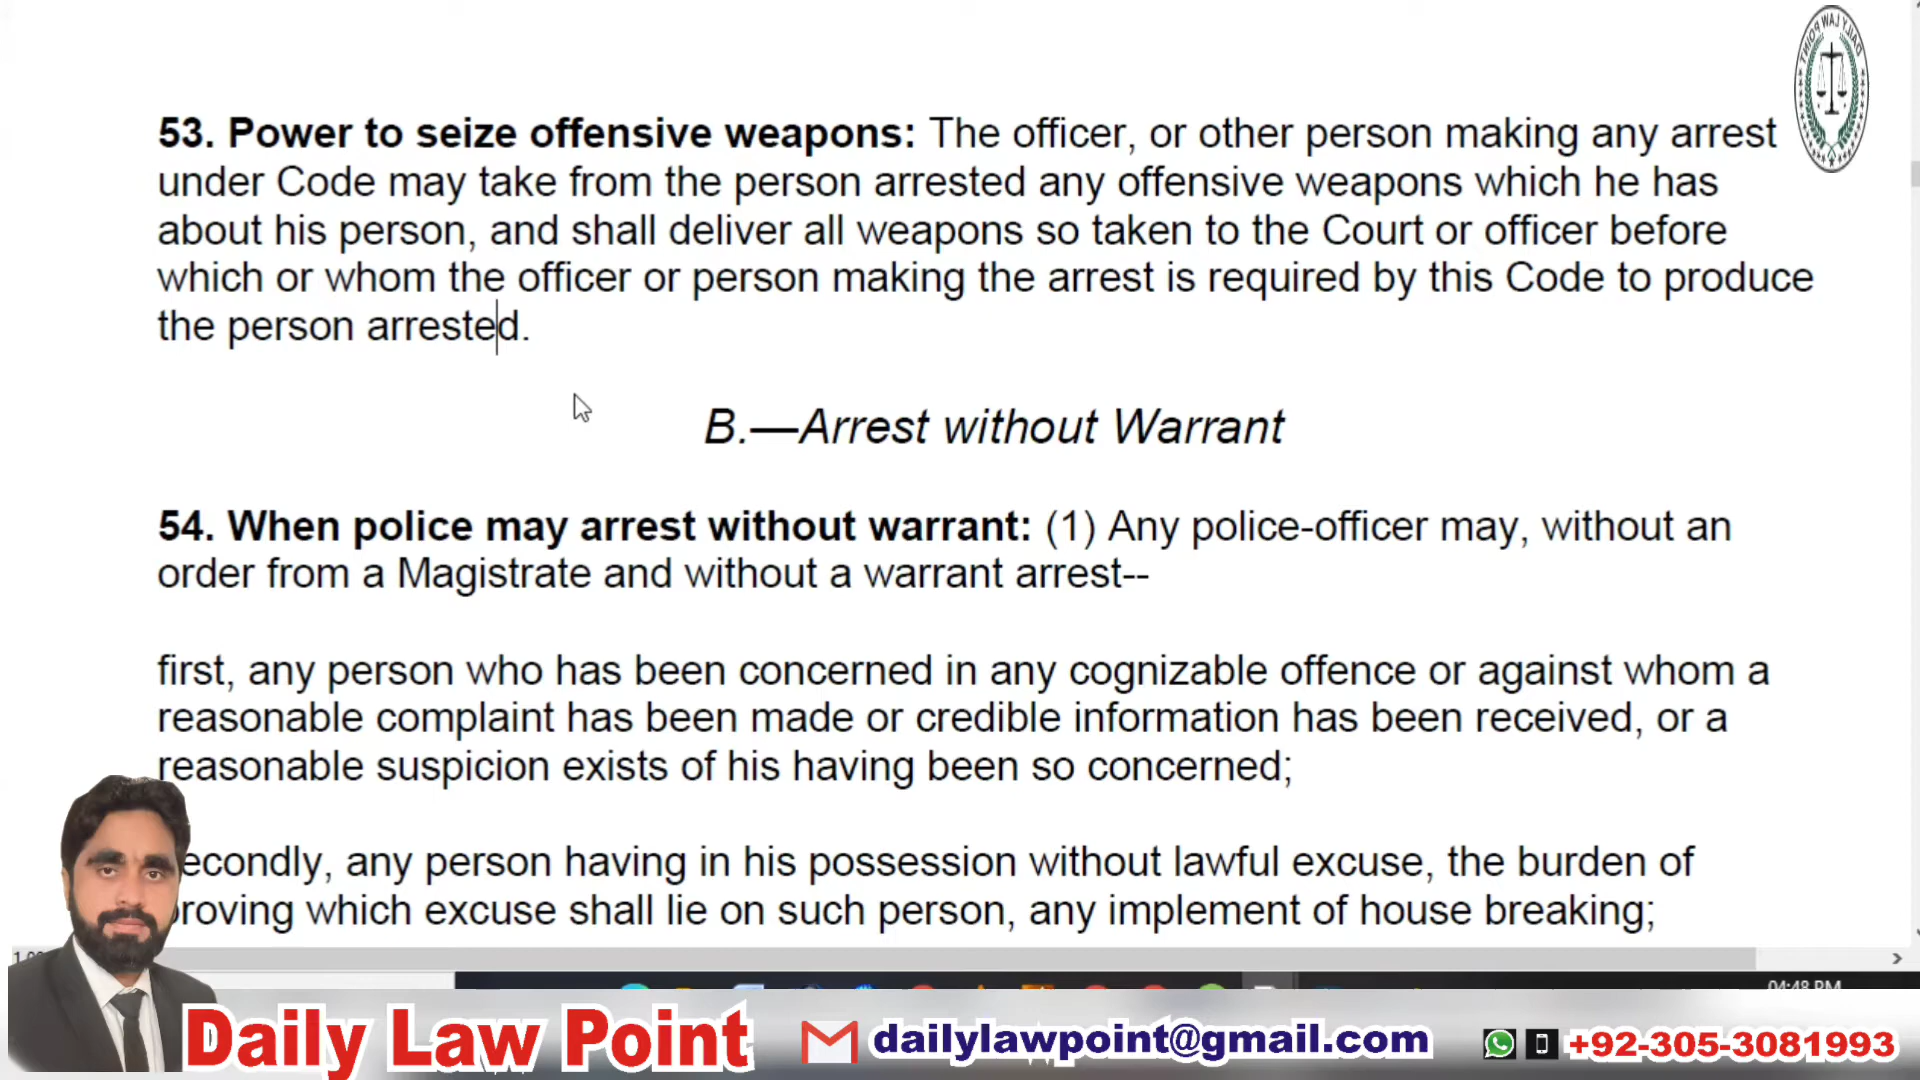 DAILY LAW POINT
53. Power to seize offensive weapons: The officer, or other person making any arrest
under Code may take from the person arrested any offensive weapons which he has
about his person, and shall deliver all weapons so taken to the Court or officer before
which or whom the officer or person making the arrest is required by this Code to produce
the person arrested.
B.—Arrest without Warrant
54. When police may arrest without warrant: (1) Any police-officer may, without an
order from a Magistrate and without a warrant arrest--
first, any person who has been concerned in any cognizable offence or against whom a
reasonable complaint has been made or credible information has been received, or a
reasonable suspicion exists of his having been so concerned;
econdly, any person having in his possession without lawful excuse, the burden of
proving which excuse shall lie on such person, any implement of house breaking;
04:48 PM
Daily Law Point
dailylawpoint@gmail.com
+92-305-3081993